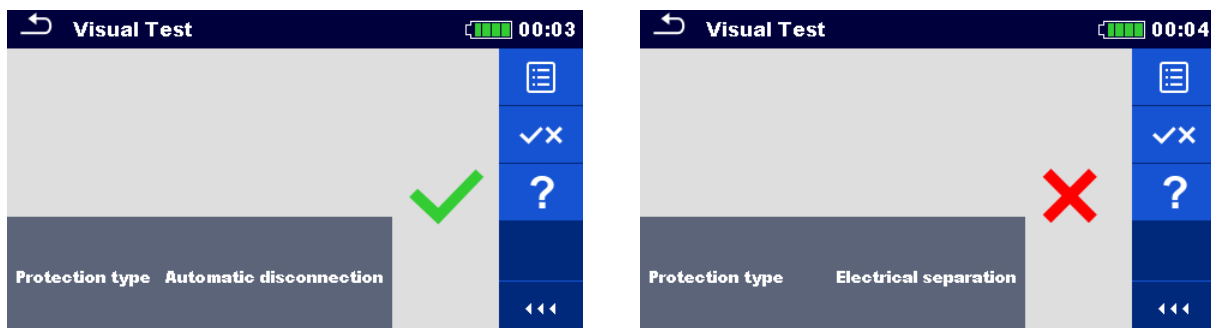 Visual Test 00:03
Protection type Automatic disconnection
Visual Test 00:04
Protection type Electrical separation